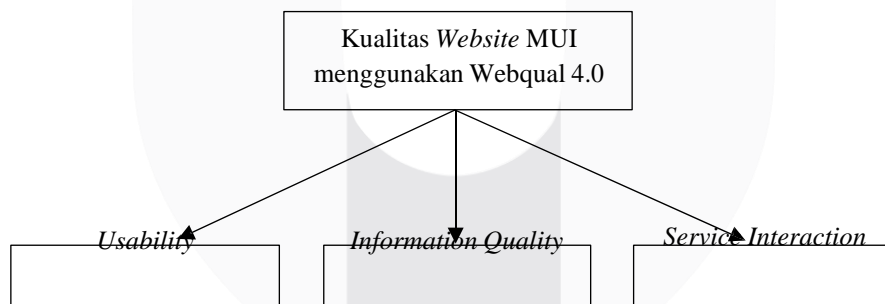 Kualitas Website MUI
menggunakan Webqual 4.0
Usability
Information Quality
Service Interaction